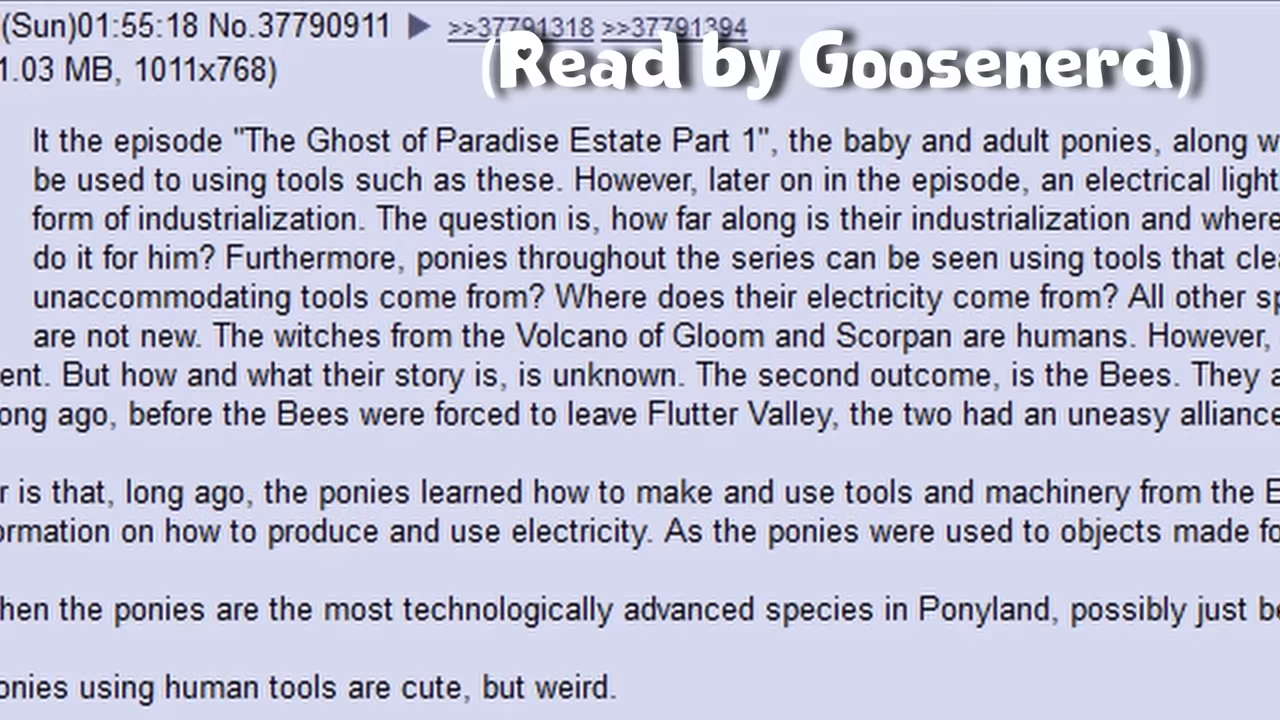 (Sun)01:55:18 No.37790911 ▶ >>37791318 >>37791394
(Read by Goosenerd)
1.03 MB, 1011x768)
It the episode "The Ghost of Paradise Estate Part 1", the baby and adult ponies, along w
be used to using tools such as these. However, later on in the episode, an electrical light
form of industrialization. The question is, how far along is their industrialization and where
do it for him? Furthermore, ponies throughout the series can be seen using tools that clea
unaccommodating tools come from? Where does their electricity come from? All other sp
are not new. The witches from the Volcano of Gloom and Scorpan are humans. However,
ent. But how and what their story is, is unknown. The second outcome, is the Bees. They a
ong ago, before the Bees were forced to leave Flutter Valley, the two had an uneasy alliance
r is that, long ago, the ponies learned how to make and use tools and machinery from the
ormation on how to produce and use electricity. As the ponies were used to objects made fo
hen the ponies are the most technologically advanced species in Ponyland, possibly just be
onies using human tools are cute, but weird.